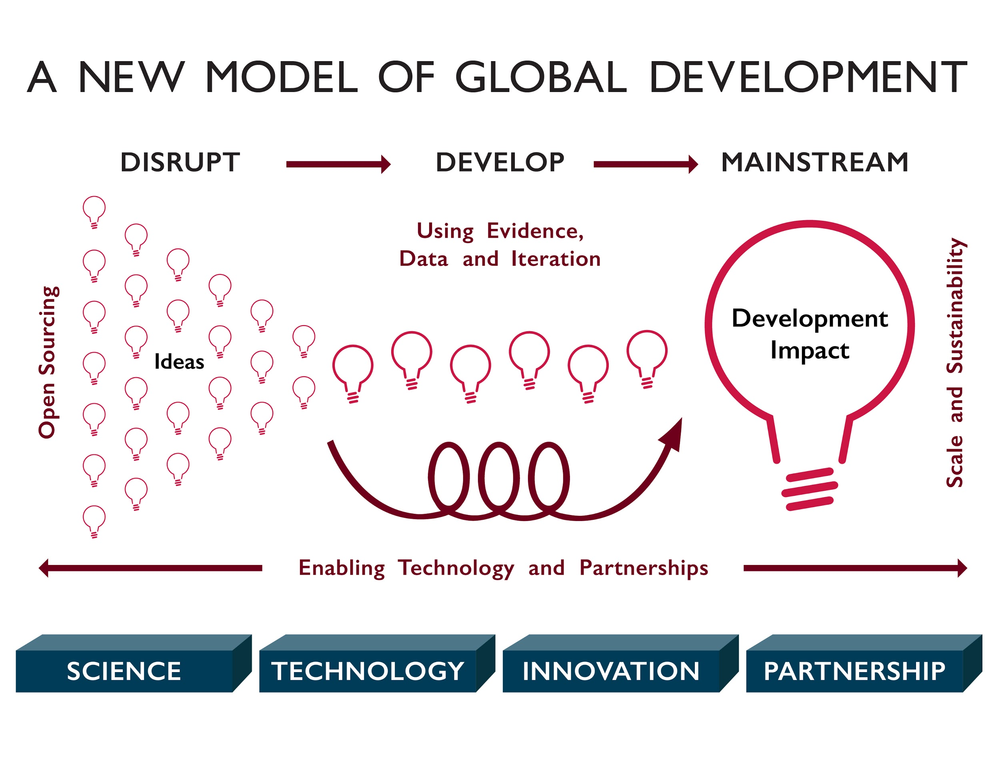 A NEW MODEL OF GLOBAL DEVELOPMENT
DISRUPT
DEVELOP
MAINSTREAM
Open Sourcing
Ideas
Using Evidence,
Data and Iteration
Development
Impact
Scale and Sustainability
Enabling Technology and Partnerships
SCIENCE
TECHNOLOGY
INNOVATION
PARTNERSHIP